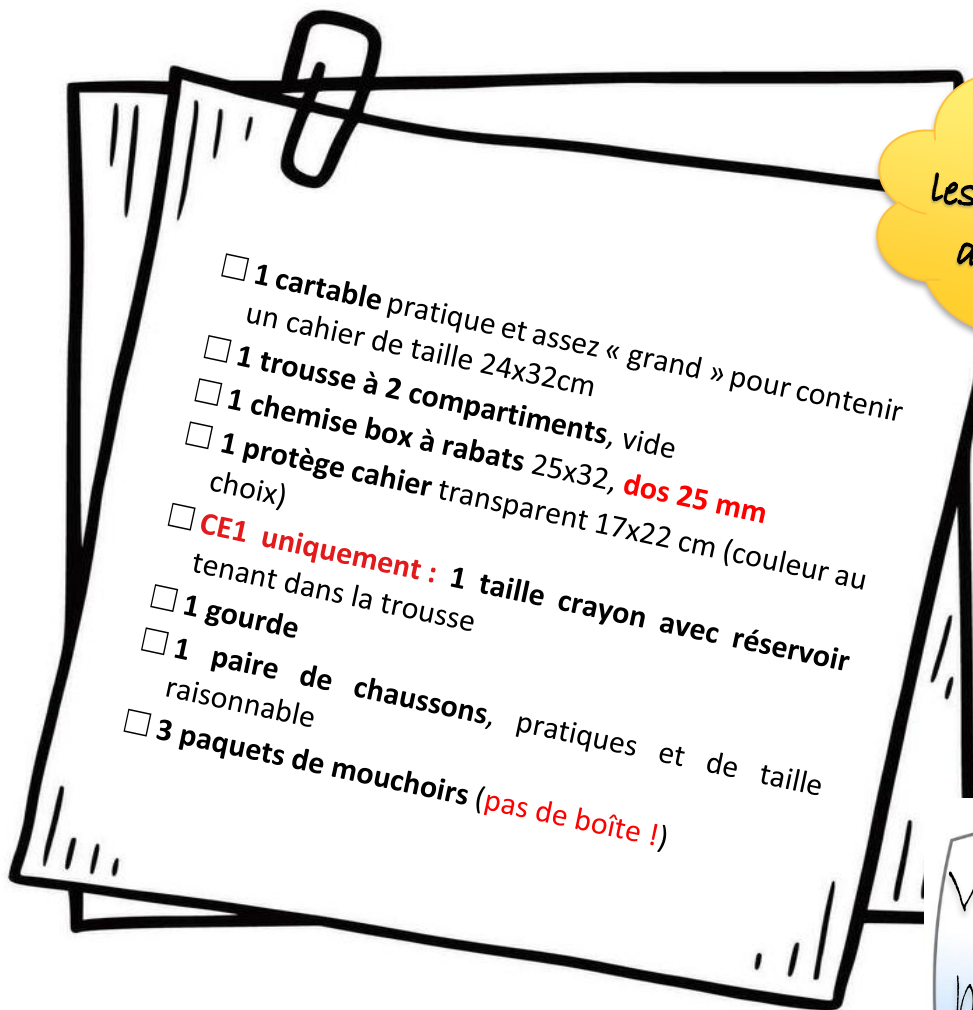 ☐ 1 cartable pratique et assez « grand » pour contenir
un cahier de taille 24x32cm
☐ 1 trousse à 2 compartiments, vide
☐ 1 chemise box à rabats 25x32, dos 25 mm
☐ 1 protège cahier transparent 17x22 cm (couleur au
choix)
☐ CE1 uniquement : 1 taille crayon avec réservoir
tenant dans la trousse
☐ 1 gourde
☐ 1 paire de chaussons, pratiques et de taille
raisonnable
☐ 3 paquets de mouchoirs (pas de boîte !)
Les